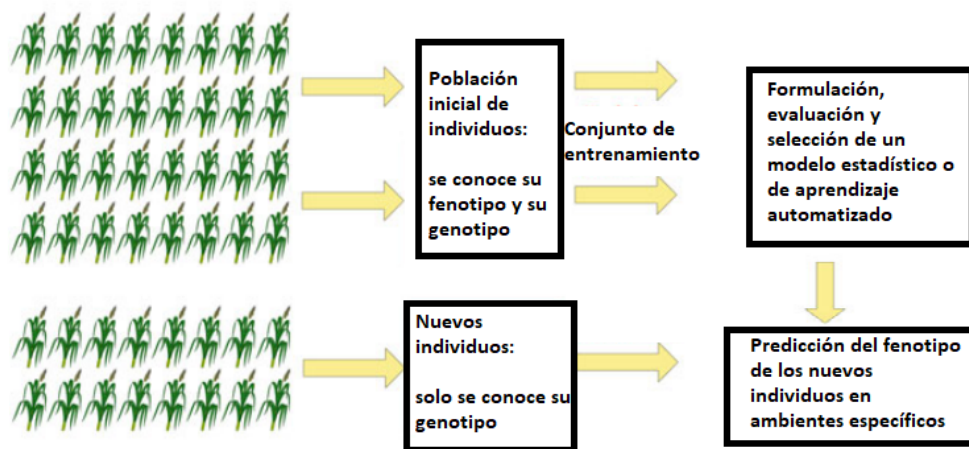 Población
inicial de
individuos:
se conoce su
fenotipo y su
genotipo
Conjunto de
entrenamiento
Formulación,
evaluación y
selección de un
modelo estadístico o
de aprendizaje
automatizado
Nuevos
individuos:
solo se conoce su
genotipo
Predicción del fenotipo
de los nuevos
individuos en
ambientes específicos